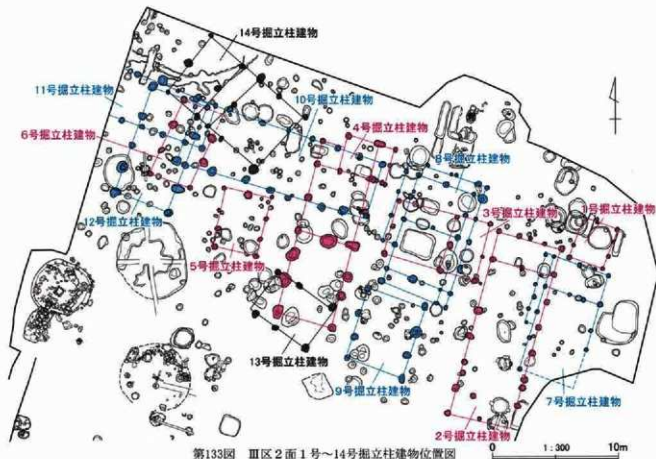 14号掘立柱建物
11号掘立柱建物
10号掘立柱建物
6号掘立柱建物
4号掘立柱建物
8号掘立柱建物
3号掘立柱建物
1号掘立柱建物
12号掘立柱建物
5号掘立柱建物
13号掘立柱建物
9号掘立柱建物
7号掘立柱建物
2号掘立柱建物
0 1:300 10m
第133図 Ⅲ区2面1号~14号掘立柱建物位置図